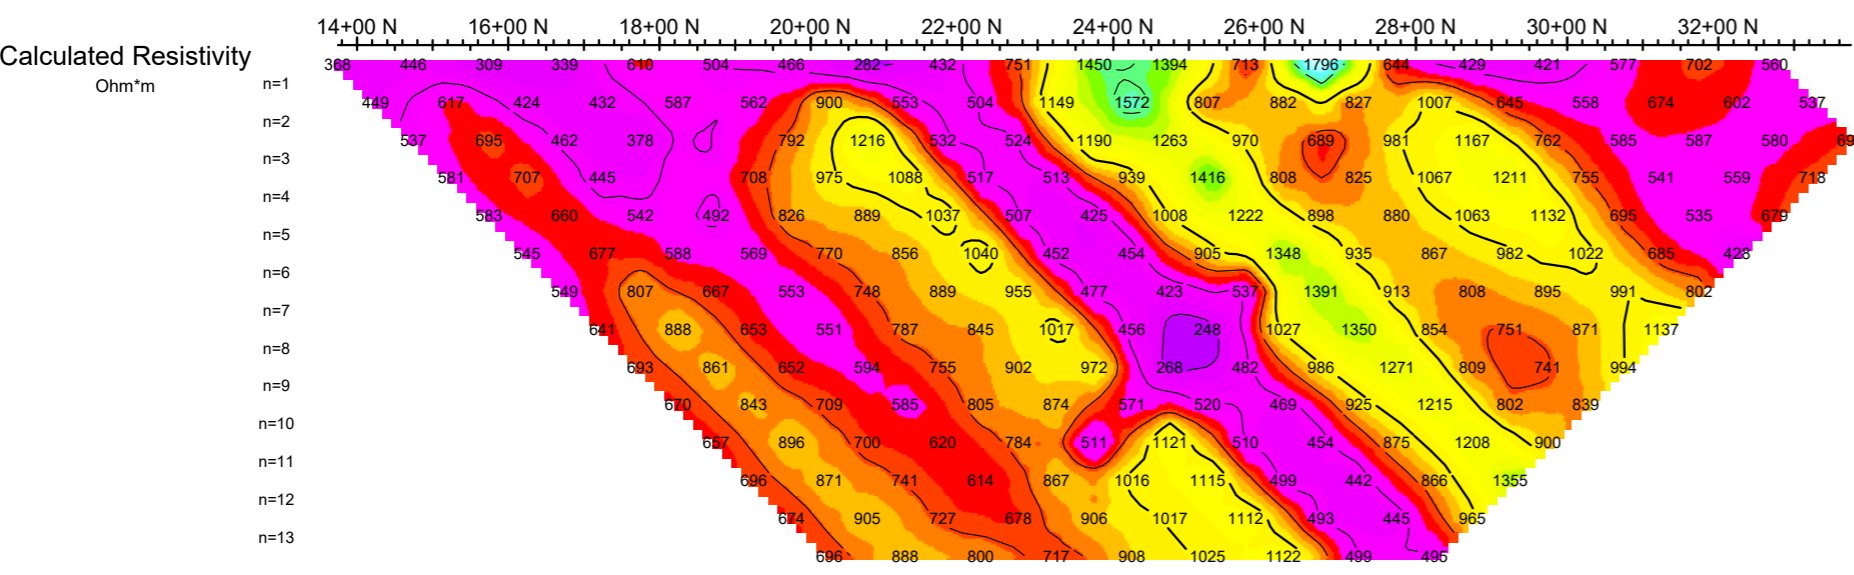 14+00 N 16+00 N 18+00 N 20+00 N 22+00 N 24+00 N 26+00 N 28+00 N 30+00 N 32+00 N
Calculated Resistivity
Ohm*m
368 446 309 339 610 504 466 282 432 751 1450 1394 713 1796 644 429 421 577 702 560
n=1
449 617 424 432 587 562 900 553 504 1149 1572 807 882 827 1007 645 558 674 602 537
n=2
537 695 462 378 792 1216 532 524 1190 1263 970 689 981 1167 762 585 587 580 69
n=3
581 707 445 708 975 1088 517 513 939 1416 808 825 1067 1211 755 541 559 718
n=4
583 660 542 492 826 889 1037 507 425 1008 1222 898 880 1063 1132 695 535 679
n=5
545 677 588 569 770 856 1040 452 454 905 1348 935 867 982 1022 685 428
n=6
549 807 667 553 748 889 955 477 423 537 1391 913 808 895 991 802
n=7
641 888 653 551 787 845 1017 456 248 1027 1350 854 751 871 1137
n=8
693 861 652 594 755 902 972 268 482 986 1271 809 741 994
n=9
670 843 709 585 805 874 571 520 469 925 1215 802 839
n=10
657 896 700 620 784 511 1121 510 454 875 1208 900
n=11
696 871 741 614 867 1016 1115 499 442 866 1355
n=12
674 905 727 678 906 1017 1112 493 445 965
n=13
696 888 800 717 908 1025 1122 499 495